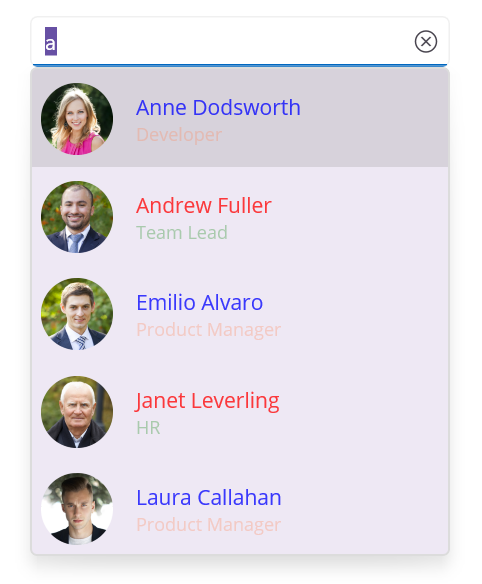 a
Anne Dodsworth
Developer
Andrew Fuller
Team Lead
Emilio Alvaro
Product Manager
Janet Leverling
HR
Laura Callahan
Product Manager